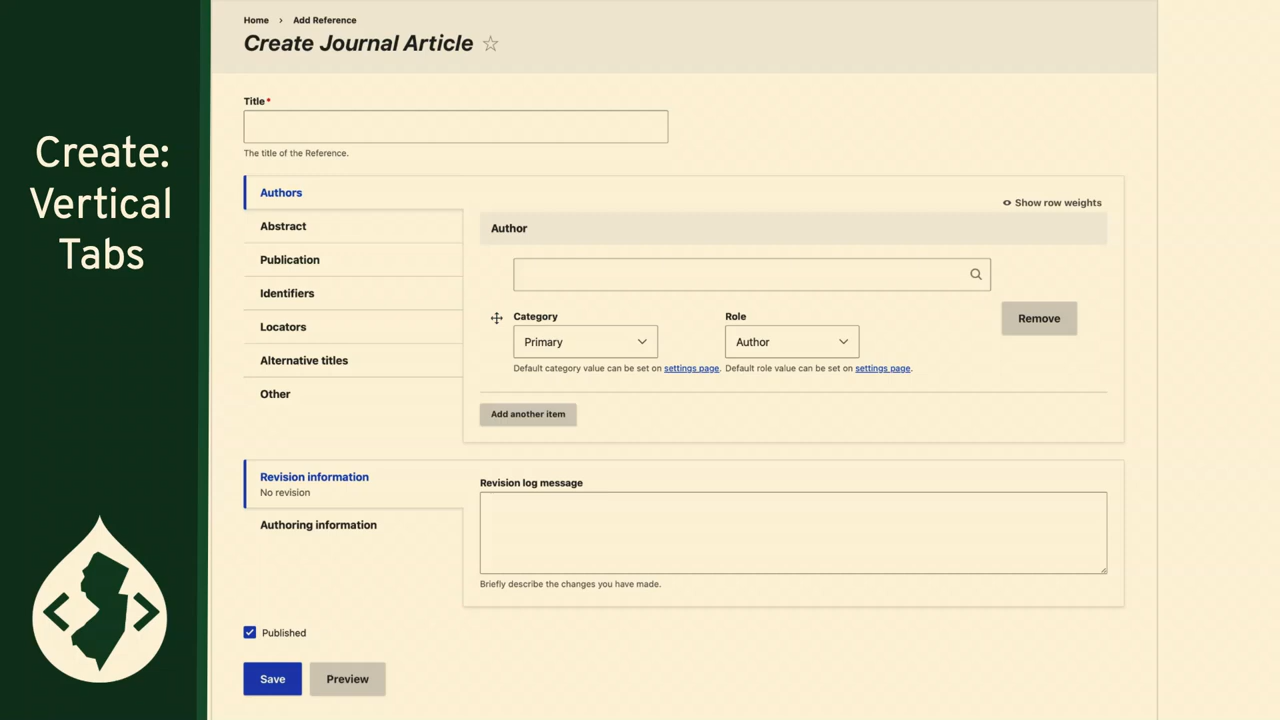 Create:
Vertical
Tabs
Home › Add Reference
Create Journal Article
Title*
The title of the Reference.
Authors
Abstract
Publication
Identifiers
Locators
Alternative titles
Other
Show row weights
Author
Category
Role
Primary
Author
Remove
Default category value can be set on settings page.
Default role value can be set on settings page.
Add another item
Revision information
No revision
Authoring information
Revision log message
Briefly describe the changes you have made.
Published
Save
Preview